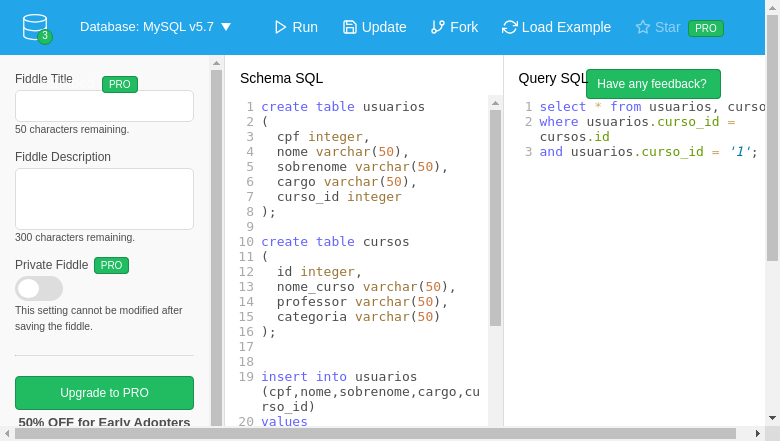 3
Database: MySQL v5.7
Run
Update
Fork
Load Example
Star
PRO
Fiddle Title
PRO
50 characters remaining.
Fiddle Description
300 characters remaining.
Private Fiddle
PRO
This setting cannot be modified after
saving the fiddle.
Upgrade to PRO
50% OFF for Early Adopters
Schema SQL
1 create table usuarios
2 (
3 cpf integer,
4 nome varchar(50),
5 sobrenome varchar(50),
6 cargo varchar(50),
7 curso_id integer
8 );
9
10 create table cursos
11 (
12 id integer,
13 nome_curso varchar(50),
14 professor varchar(50),
15 categoria varchar(50)
16 );
17
18
19 insert into usuarios
(cpf,nome,sobrenome,cargo,cu
rso_id)
20 values
Query SQL
Have any feedback?
1 select * from usuarios, curso
2 where usuarios.curso_id =
cursos.id
3 and usuarios.curso_id = '1';